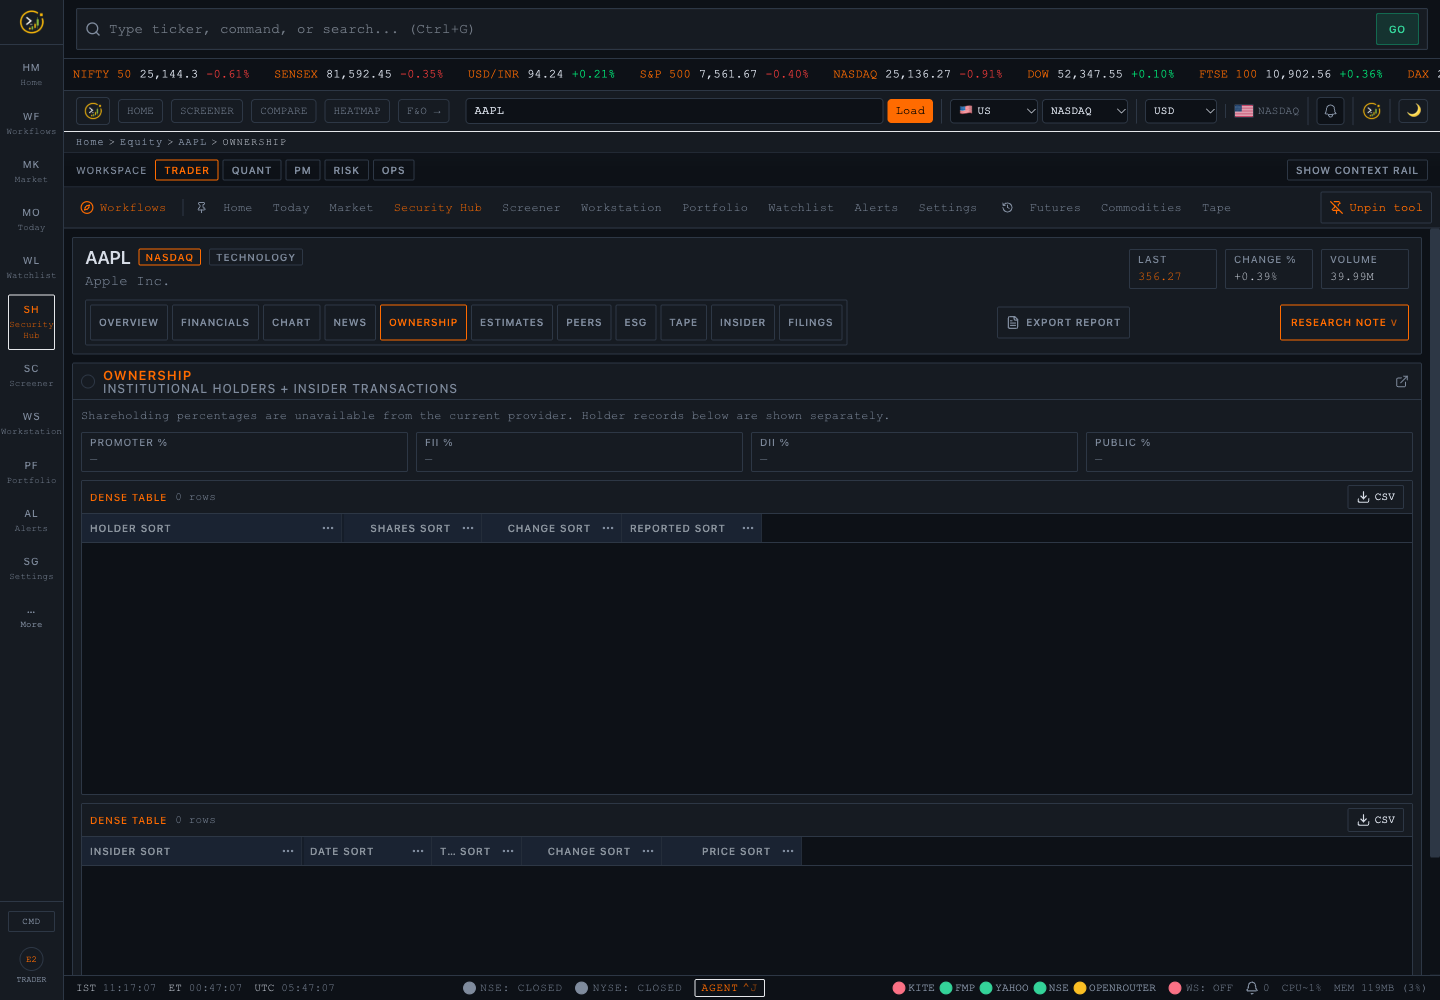 Type ticker, command, or search... (Ctrl+G)
GO
NIFTY 50 25,144.3 -0.61% SENSEX 81,592.45 -0.35% USD/INR 94.24 +0.21% S&P 500 7,561.67 -0.40% NASDAQ 25,136.27 -0.91% DOW 52,347.55 +0.10% FTSE 100 10,902.56 +0.36% DAX
HOME SCREENER COMPARE HEATMAP F&O → AAPL Load US NASDAQ USD NASDAQ
Home > Equity > AAPL > OWNERSHIP
WORKSPACE TRADER QUANT PM RISK OPS SHOW CONTEXT RAIL
Workflows Home Today Market Security Hub Screener Workstation Portfolio Watchlist Alerts Settings Futures Commodities Tape Unpin tool
HM
Home
WF
Workflows
MK
Market
MO
Today
WL
Watchlist
SH
Security
Hub
SC
Screener
WS
Workstation
PF
Portfolio
AL
Alerts
SG
Settings
...
More
CMD
E2
TRADER
AAPL NASDAQ TECHNOLOGY
Apple Inc.
LAST
356.27
CHANGE %
+0.39%
VOLUME
39.99M
OVERVIEW FINANCIALS CHART NEWS OWNERSHIP ESTIMATES PEERS ESG TAPE INSIDER FILINGS EXPORT REPORT RESEARCH NOTE V
OWNERSHIP
INSTITUTIONAL HOLDERS + INSIDER TRANSACTIONS
Shareholding percentages are unavailable from the current provider. Holder records below are shown separately.
PROMOTER %
—
FII %
—
DII %
—
PUBLIC %
—
DENSE TABLE 0 rows CSV
HOLDER SORT ... SHARES SORT ... CHANGE SORT ... REPORTED SORT ...
DENSE TABLE 0 rows CSV
INSIDER SORT ... DATE SORT ... T... SORT ... CHANGE SORT ... PRICE SORT ...
IST 11:17:07 ET 00:47:07 UTC 05:47:07 NSE: CLOSED NYSE: CLOSED AGENT ^J KITE FMP YAHOO NSE OPENROUTER WS: OFF 0 CPU~1% MEM 119MB (3%)